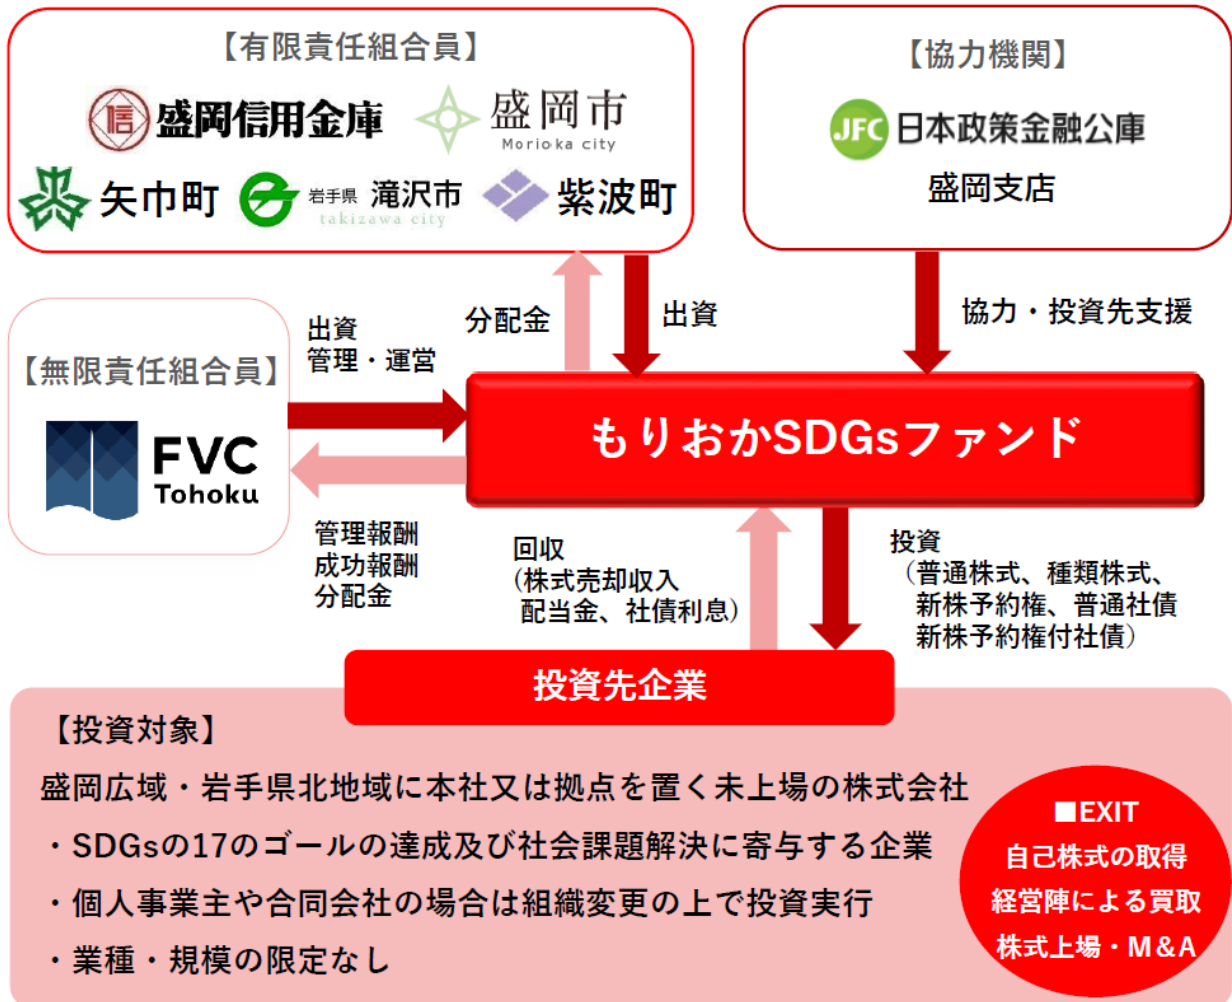 【有限責任組合員】
信 盛岡信用金庫
盛岡市
Morioka city
矢巾町
岩手県 滝沢市
takizawa city
紫波町
【協力機関】
JFC 日本政策金融公庫
盛岡支店
分配金
出資
協力・投資先支援
【無限責任組合員】
FVC
Tohoku
出資
管理・運営
もりおかSDGsファンド
管理報酬
成功報酬
分配金
回収
(株式売却収入
配当金、社債利息)
投資
(普通株式、種類株式、
新株予約権、普通社債
新株予約権付社債)
投資先企業
【投資対象】
盛岡広域・岩手県北地域に本社又は拠点を置く未上場の株式会社
・SDGsの17のゴールの達成及び社会課題解決に寄与する企業
・個人事業主や合同会社の場合は組織変更の上で投資実行
・業種・規模の限定なし
■EXIT
自己株式の取得
経営陣による買取
株式上場・M&A